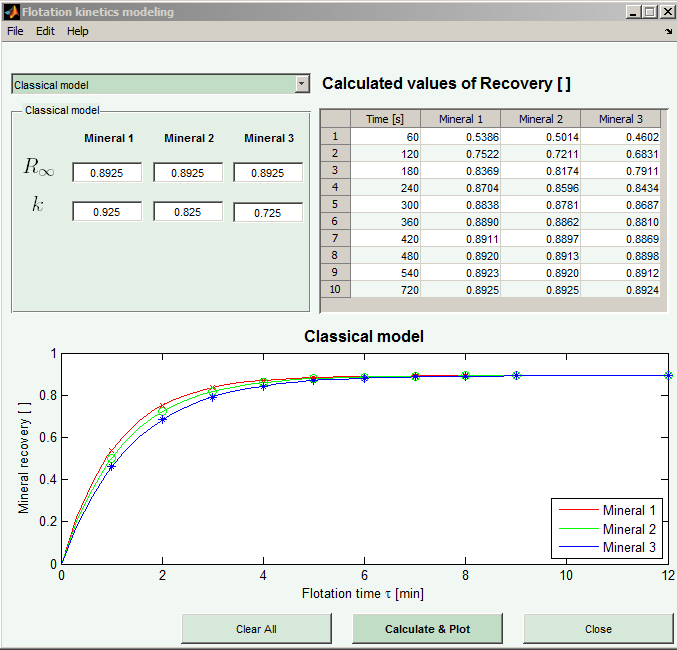 Flotation kinetics modeling
File Edit Help
Classical model
Calculated values of Recovery [ ]
Classical model
Mineral 1 Mineral 2 Mineral 3
R∞ 0.8925 0.8925 0.8925
k 0.925 0.825 0.725
Time [s] Mineral 1 Mineral 2 Mineral 3
1 60 0.5386 0.5014 0.4602
2 120 0.7522 0.7211 0.6831
3 180 0.8369 0.8174 0.7911
4 240 0.8704 0.8596 0.8434
5 300 0.8838 0.8781 0.8687
6 360 0.8890 0.8862 0.8810
7 420 0.8911 0.8897 0.8869
8 480 0.8920 0.8913 0.8898
9 540 0.8923 0.8920 0.8912
10 720 0.8925 0.8925 0.8924
Classical model
Mineral recovery [ ]
1
0.8
0.6
0.4
0.2
0
0 2 4 6 8 10 12
Flotation time τ [min]
Mineral 1
Mineral 2
Mineral 3
Clear All Calculate & Plot Close